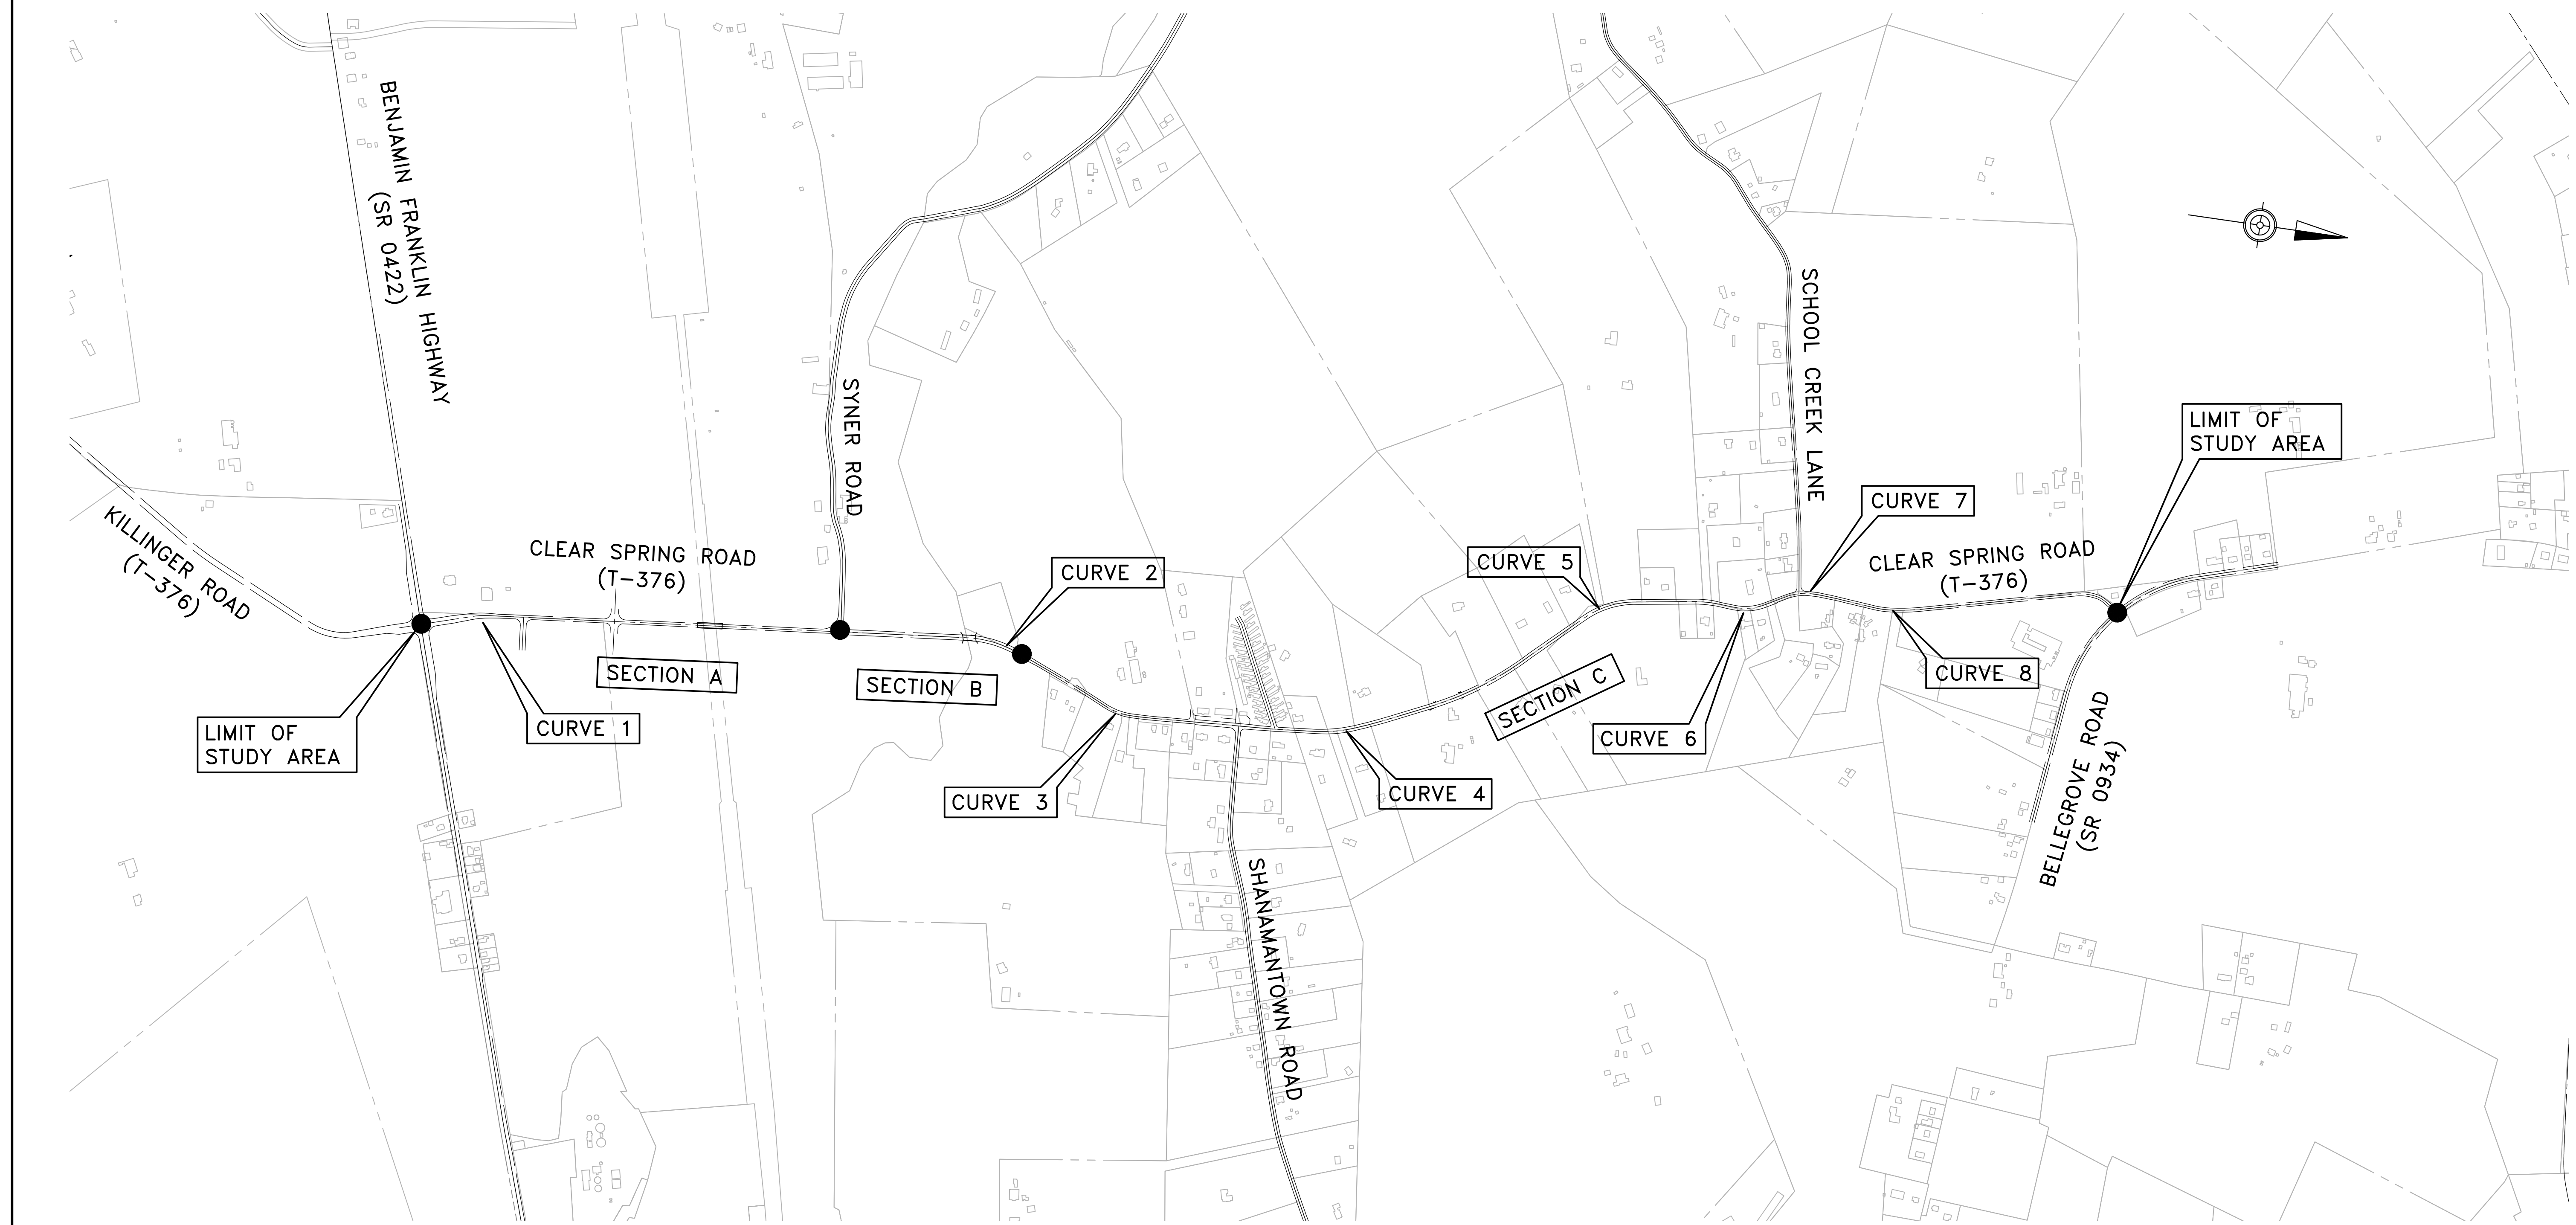 BENJAMIN FRANKLIN HIGHWAY
(SR 0422)
KILLINGER ROAD
(T-376)
LIMIT OF
STUDY AREA
CURVE 1
CLEAR SPRING ROAD
(T-376)
SECTION A
SYNER ROAD
SECTION B
CURVE 2
CURVE 3
SHANAMANTOWN ROAD
CURVE 4
SECTION C
CURVE 5
CURVE 6
SCHOOL CREEK LANE
CURVE 7
CLEAR SPRING ROAD
(T-376)
CURVE 8
LIMIT OF
STUDY AREA
BELLEGROVE ROAD
(SR 0934)